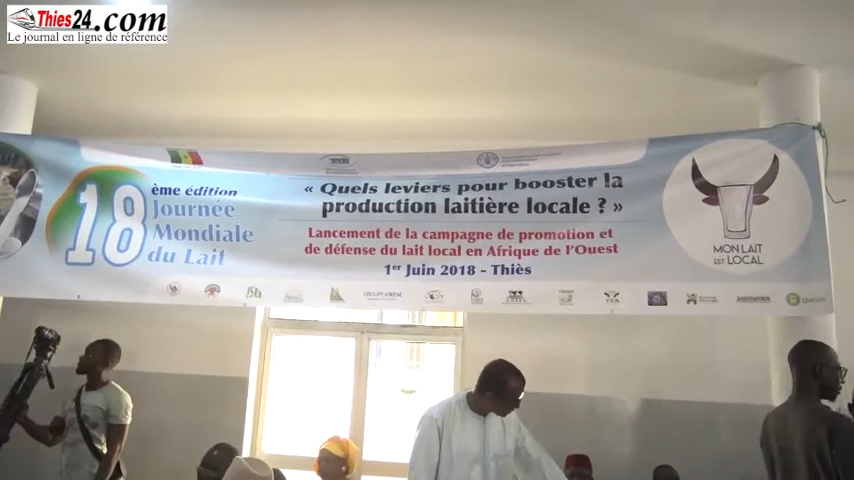 Thies24.com
Le journal en ligne de référence
18 ème édition
Journée
Mondiale
du Lait
« Quels leviers pour booster la
production laitière locale ? »
Lancement de la campagne de promotion et
de défense du lait local en Afrique de l'Ouest
1er Juin 2018 - Thiès
MON LAIT
EST LOCAL
GROUPE KIRÈNE